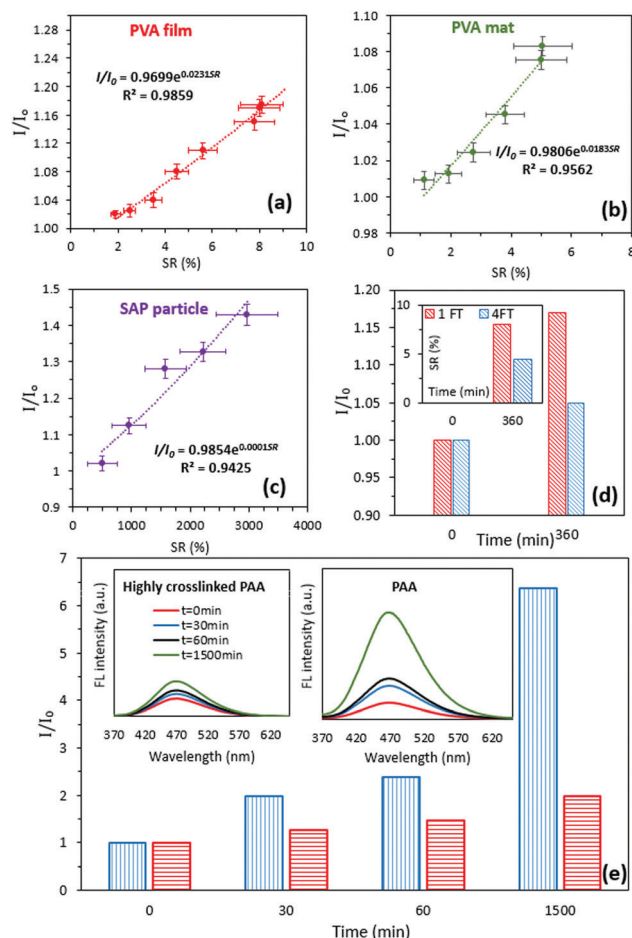 PVA film
I/I₀ = 0.9699e^0.0231SR
R² = 0.9859
(a)
I/Iₒ
1.28
1.24
1.20
1.16
1.12
1.08
1.04
1.00
0 2 4 6 8 10
SR (%)
PVA mat
I/I₀ = 0.9806e^0.0183SR
R² = 0.9562
(b)
I/Iₒ
1.10
1.08
1.06
1.04
1.02
1.00
0.98
0 2 4 6 8
SR (%)
SAP particle
I/I₀ = 0.9854e^0.0001SR
R² = 0.9425
(c)
I/Iₒ
1.5
1.4
1.3
1.2
1.1
1
0.9
0 1000 2000 3000 4000
SR (%)
1 FT 4FT
10
5
0
SR (%)
Time (min)
0 360
(d)
I/I₀
1.20
1.15
1.10
1.05
1.00
0.95
0.90
0 360
Time (min)
Highly crosslinked PAA
t=0min
t=30min
t=60min
t=1500min
FL intensity (a.u.)
370 420 470 520 570 620
Wavelength (nm)
PAA
FL intensity (a.u.)
370 420 470 520 570 620
Wavelength (nm)
(e)
I/I₀
7
6
5
4
3
2
1
0
0 30 60 1500
Time (min)